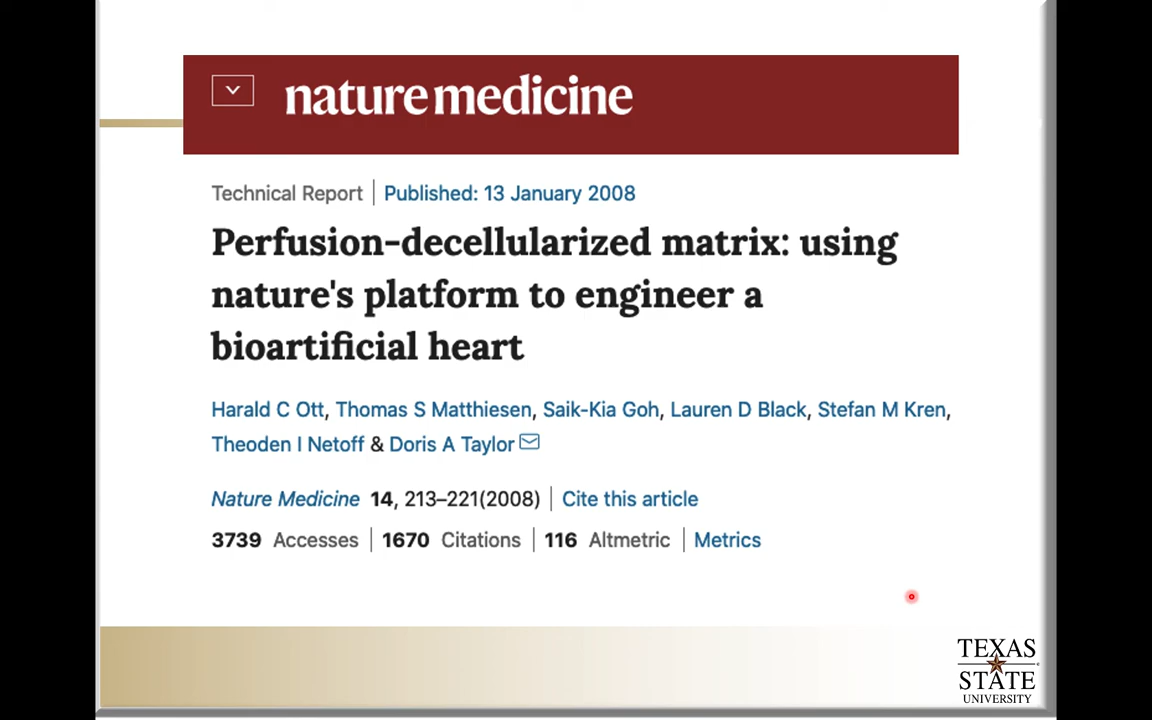 nature medicine
Technical Report | Published: 13 January 2008
Perfusion-decellularized matrix: using
nature's platform to engineer a
bioartificial heart
Harald C Ott, Thomas S Matthiesen, Saik-Kia Goh, Lauren D Black, Stefan M Kren,
Theoden I Netoff & Doris A Taylor
Nature Medicine 14, 213–221(2008) | Cite this article
3739 Accesses | 1670 Citations | 116 Altmetric | Metrics
TEXAS
STATE
UNIVERSITY